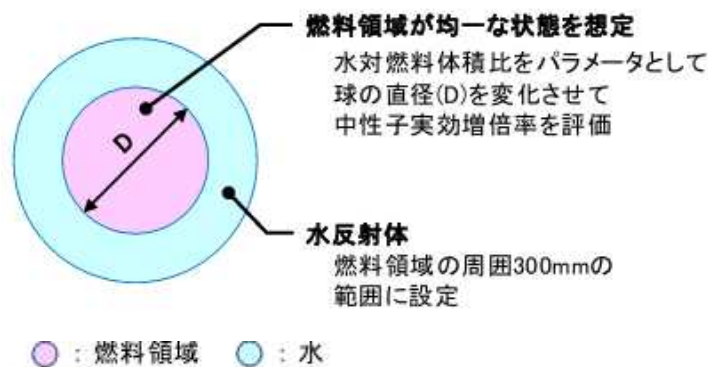 燃料領域が均一な状態を想定
水対燃料体積比をパラメータとして
球の直径(D)を変化させて
中性子実効増倍率を評価
D
水反射体
燃料領域の周囲300mmの
範囲に設定
：燃料領域 ：水